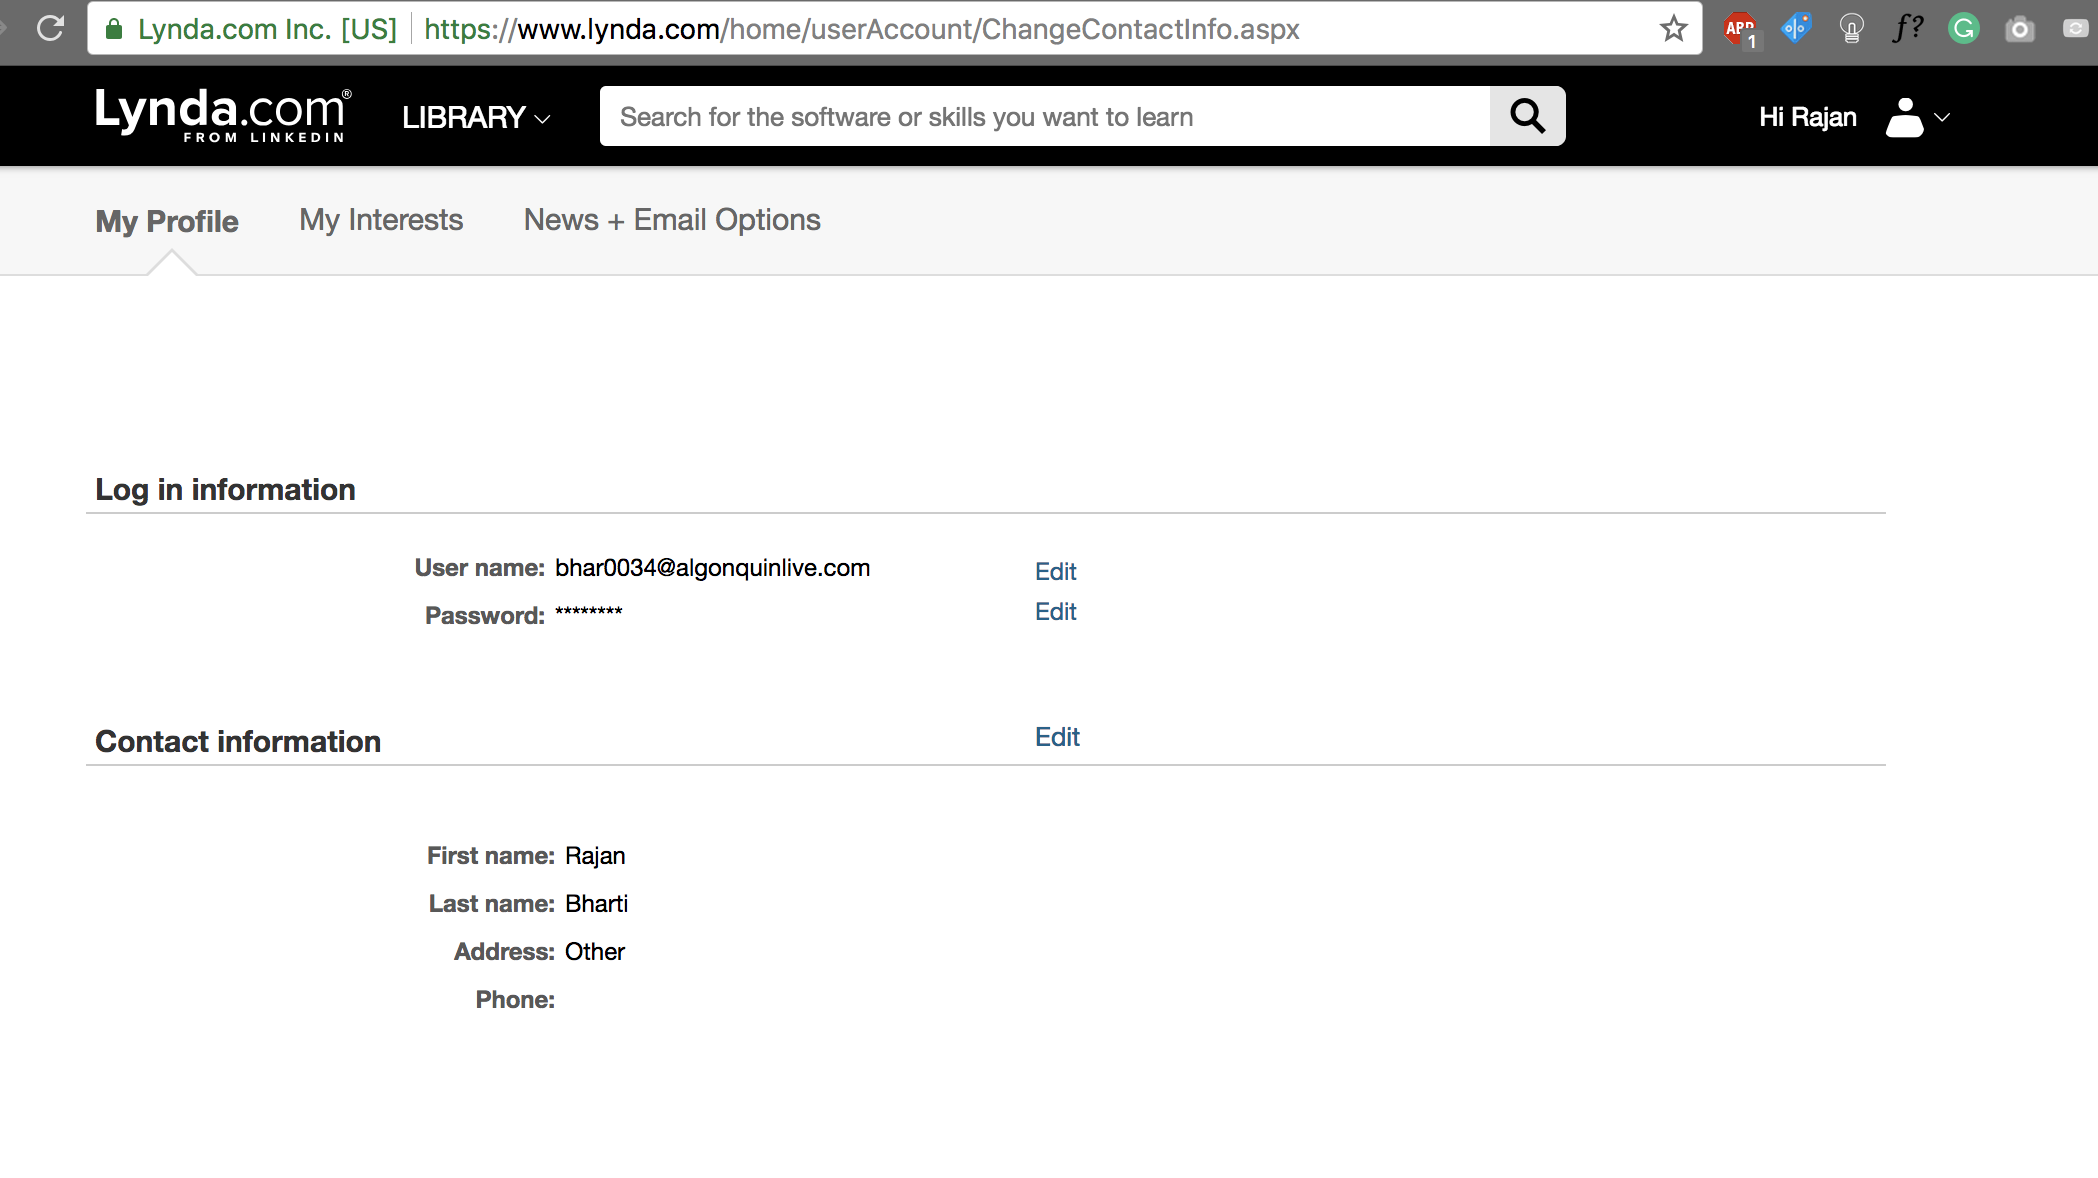 Lynda.com Inc. [US] https://www.lynda.com/home/userAccount/ChangeContactInfo.aspx
ABP 1 f? G
Lynda.com® LIBRARY Search for the software or skills you want to learn Hi Rajan
FROM LINKEDIN
My Profile My Interests News + Email Options
Log in information
User name: bhar0034@algonquinlive.com Edit
Password: ******** Edit
Contact information Edit
First name: Rajan
Last name: Bharti
Address: Other
Phone: